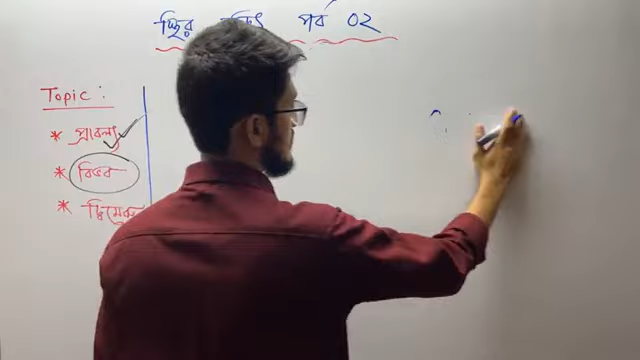 স্থির পর্ব ০২
Topic :
* প্রাবল্য
* বিভব
* দ্বিমেরু